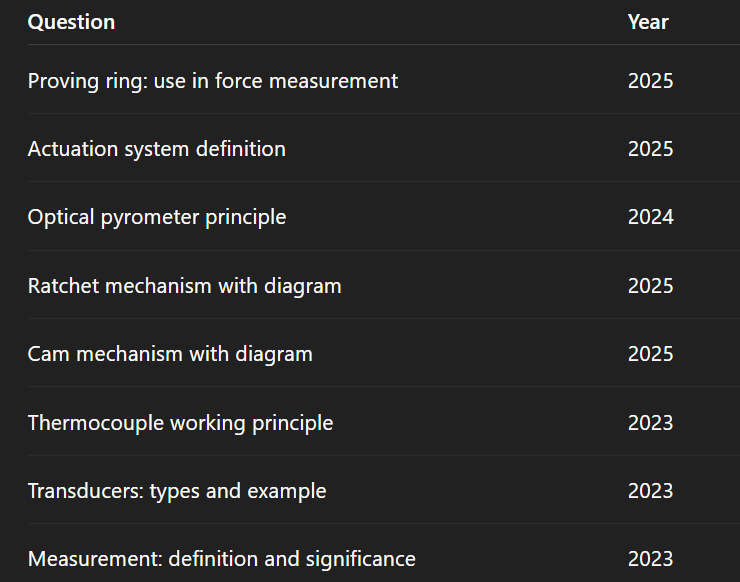 Question Year
Proving ring: use in force measurement 2025
Actuation system definition 2025
Optical pyrometer principle 2024
Ratchet mechanism with diagram 2025
Cam mechanism with diagram 2025
Thermocouple working principle 2023
Transducers: types and example 2023
Measurement: definition and significance 2023